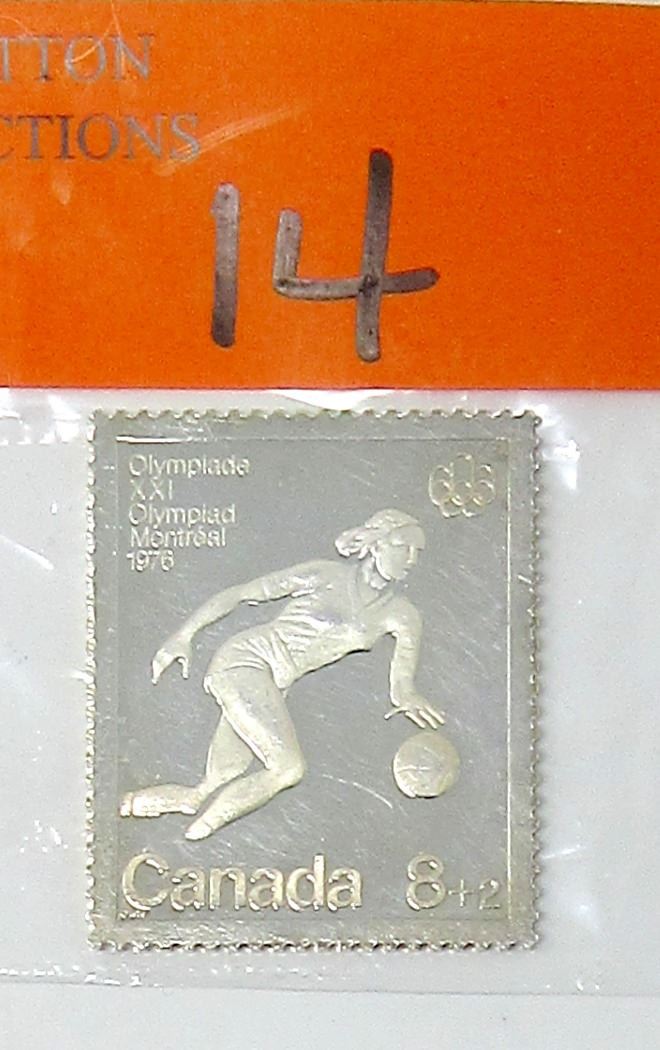 TTON
CTIONS
14
Olympiade
XXI
Olympiad
Montréal
1976
Canada 8+2